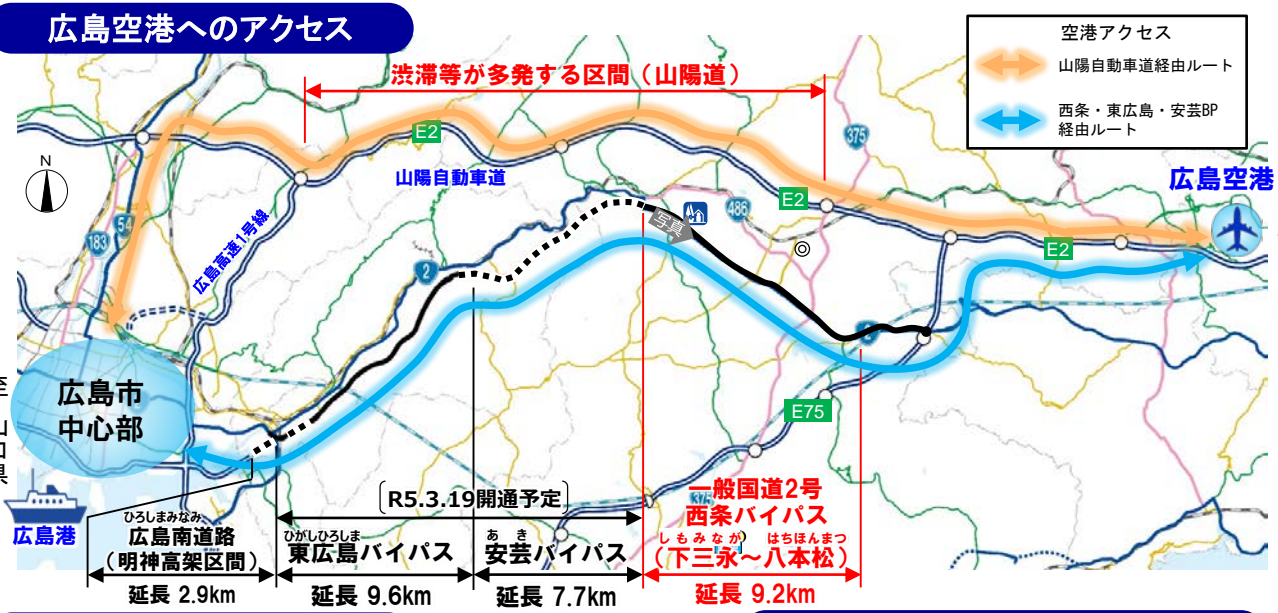 広島空港へのアクセス
空港アクセス
山陽自動車道経由ルート
西条・東広島・安芸BP
経由ルート
渋滞等が多発する区間（山陽道）
E2
375
山陽自動車道
広島空港
N
486
写真
E2
54
183
広島高速1号線
2
E2
広島市
中心部
至
山口県
E75
広島港
R5.3.19開通予定
375
一般国道2号
西条バイパス
しもみなが はちほんまつ
（下三永～八本松）
ひろしまみなみ
広島南道路
（明神高架区間）
ひがしひろしま
東広島バイパス
あき
安芸バイパス
延長 2.9km
延長 9.6km
延長 7.7km
延長 9.2km